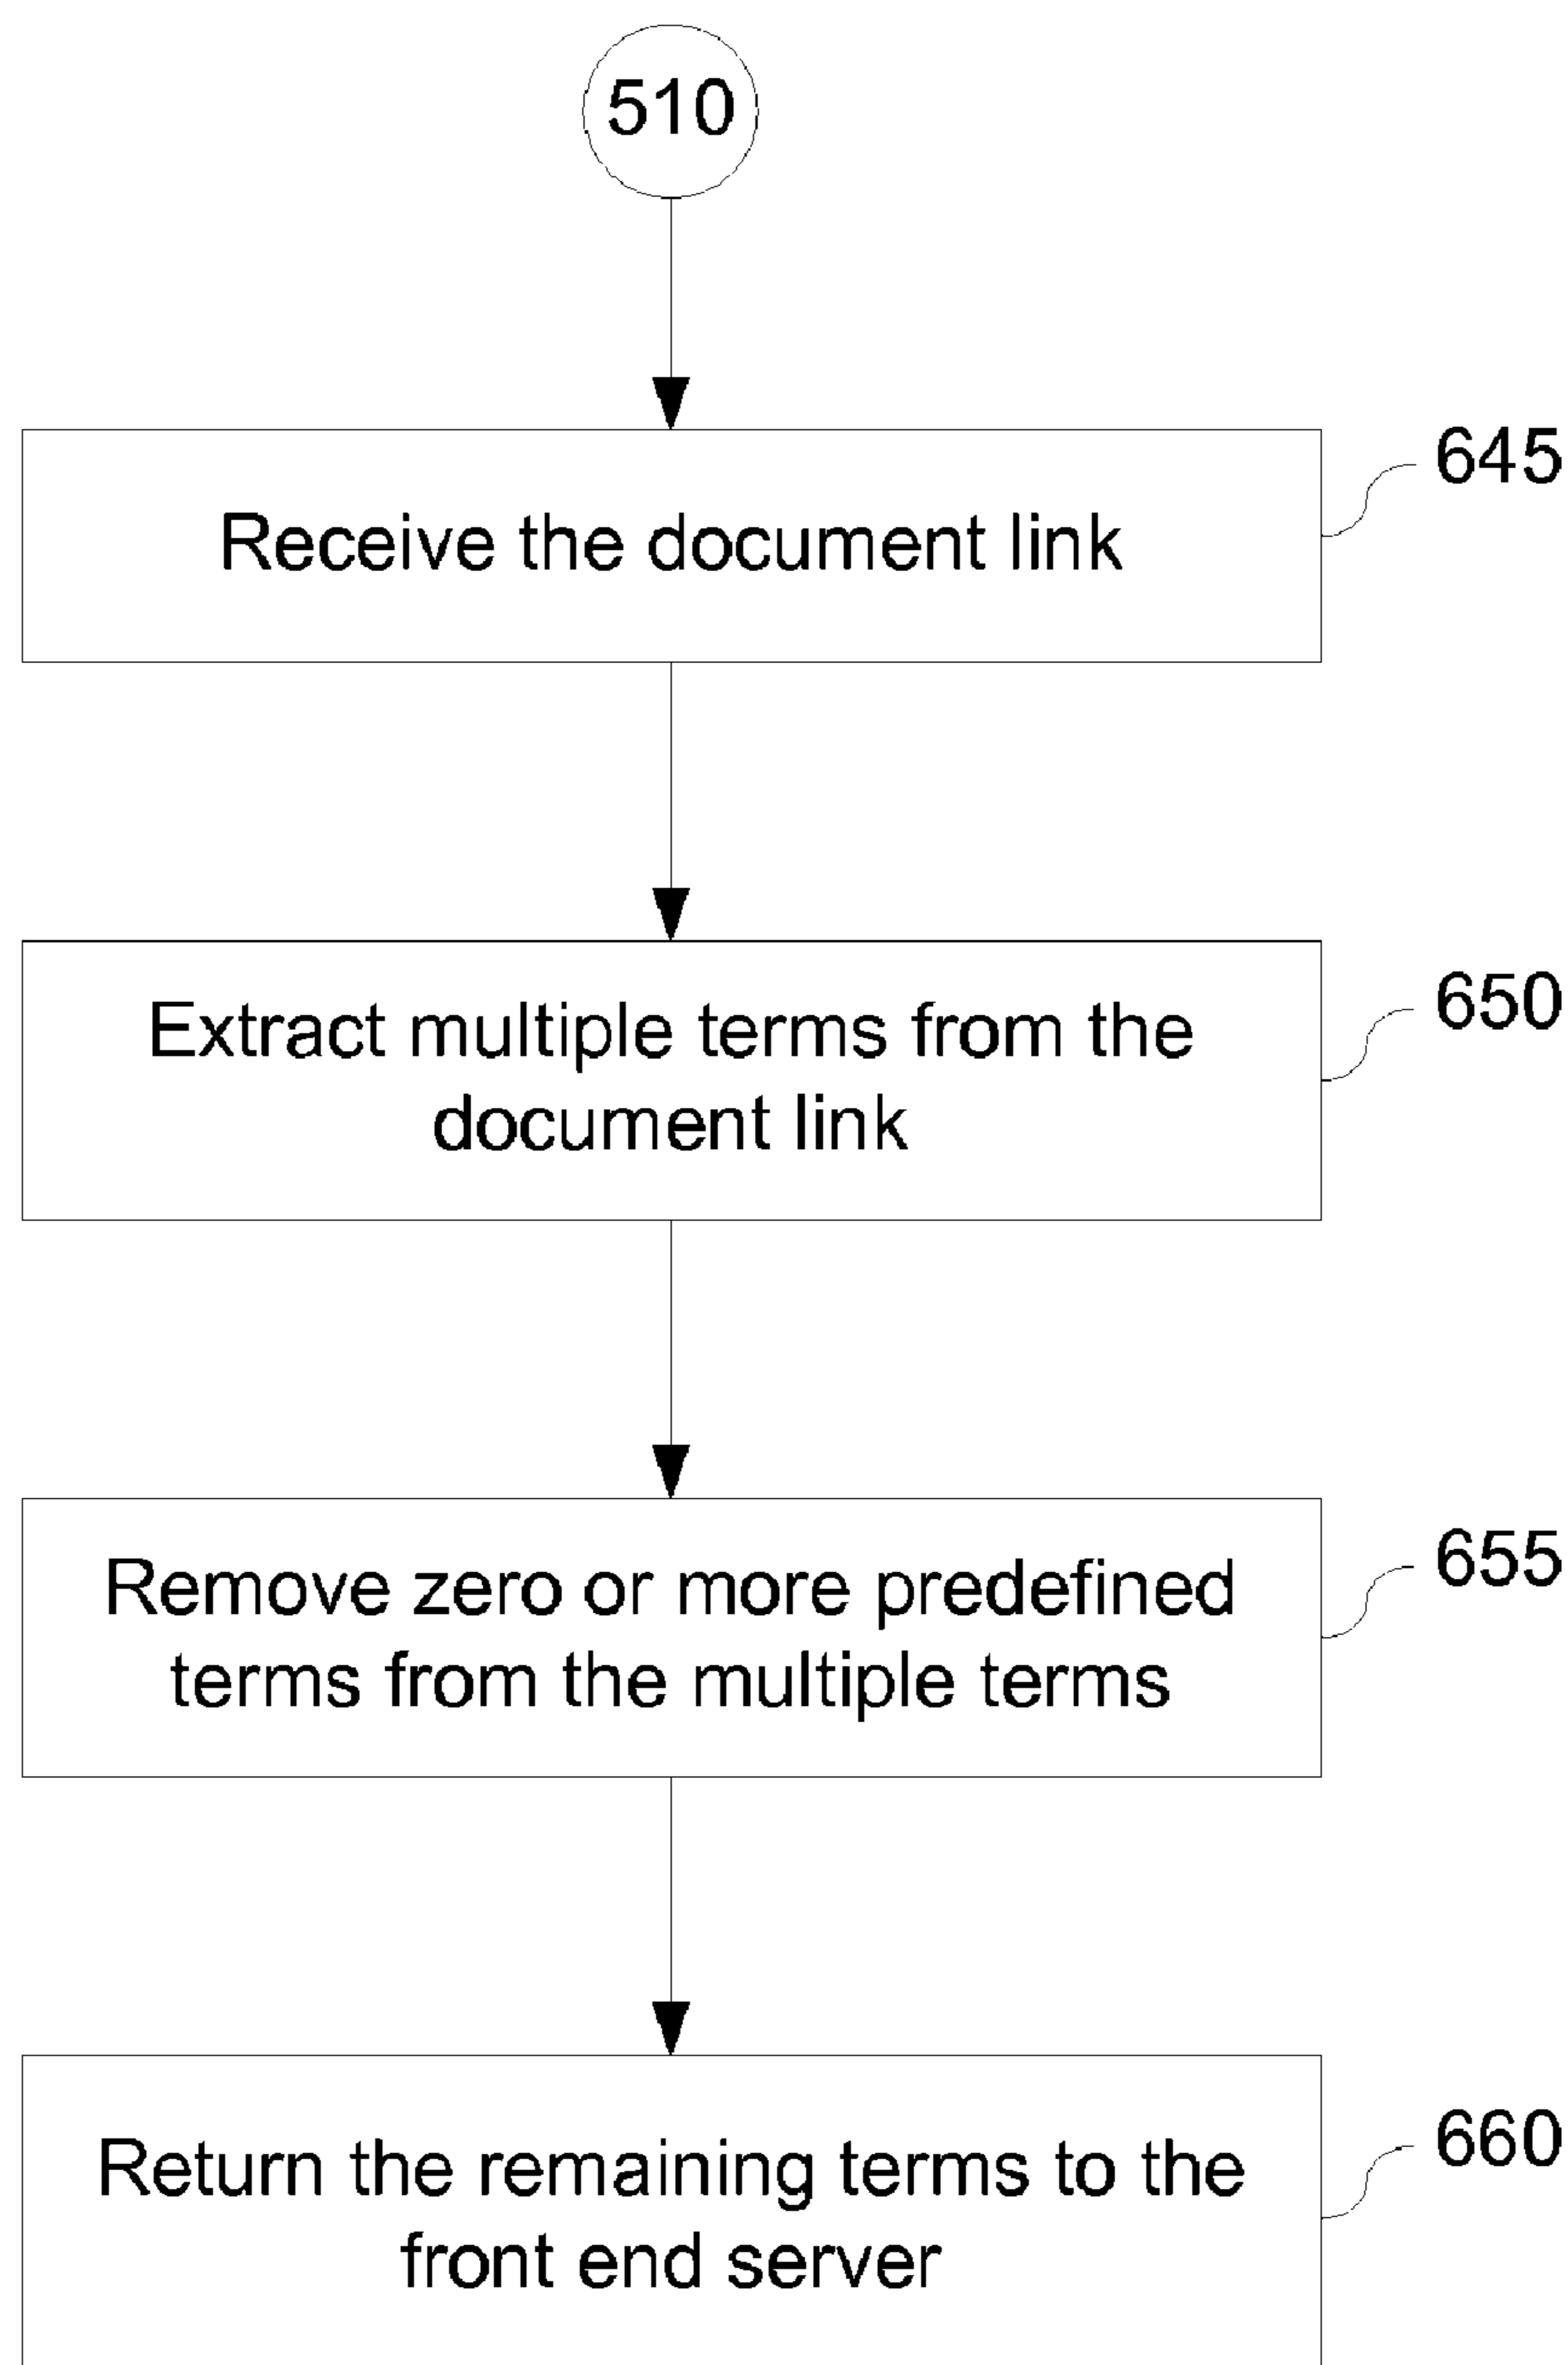 510
645
Receive the document link
650
Extract multiple terms from the
document link
655
Remove zero or more predefined
terms from the multiple terms
660
Return the remaining terms to the
front end server